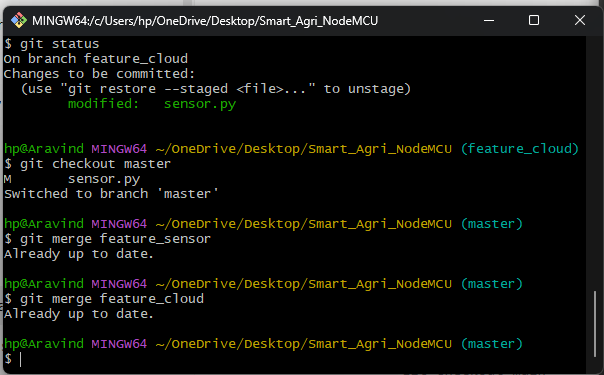 MINGW64:/c/Users/hp/OneDrive/Desktop/Smart_Agri_NodeMCU
$ git status
On branch feature_cloud
Changes to be committed:
  (use "git restore --staged <file>..." to unstage)
        modified:   sensor.py
hp@Aravind MINGW64 ~/OneDrive/Desktop/Smart_Agri_NodeMCU (feature_cloud)
$ git checkout master
M       sensor.py
Switched to branch 'master'
hp@Aravind MINGW64 ~/OneDrive/Desktop/Smart_Agri_NodeMCU (master)
$ git merge feature_sensor
Already up to date.
hp@Aravind MINGW64 ~/OneDrive/Desktop/Smart_Agri_NodeMCU (master)
$ git merge feature_cloud
Already up to date.
hp@Aravind MINGW64 ~/OneDrive/Desktop/Smart_Agri_NodeMCU (master)
$